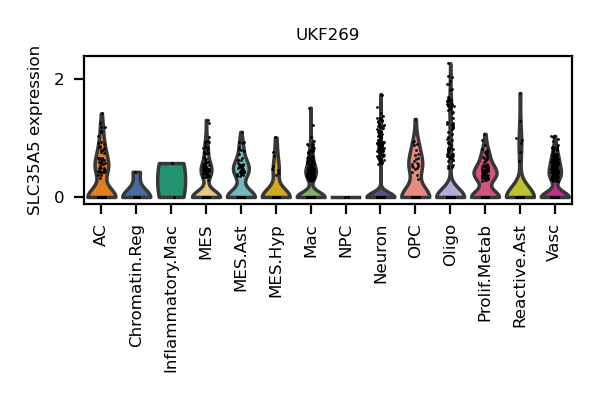 UKF269
SLC35A5 expression
2
0
AC
Chromatin.Reg
Inflammatory.Mac
MES
MES.Ast
MES.Hyp
Mac
NPC
Neuron
OPC
Oligo
Prolif.Metab
Reactive.Ast
Vasc